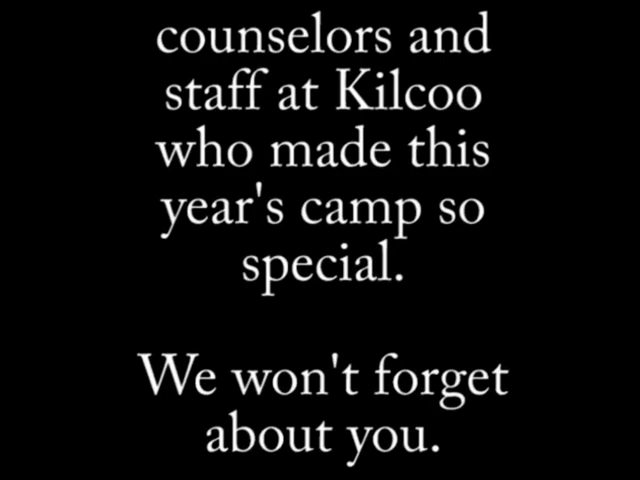 counselors and
staff at Kilcoo
who made this
year's camp so
special.
We won't forget
about you.